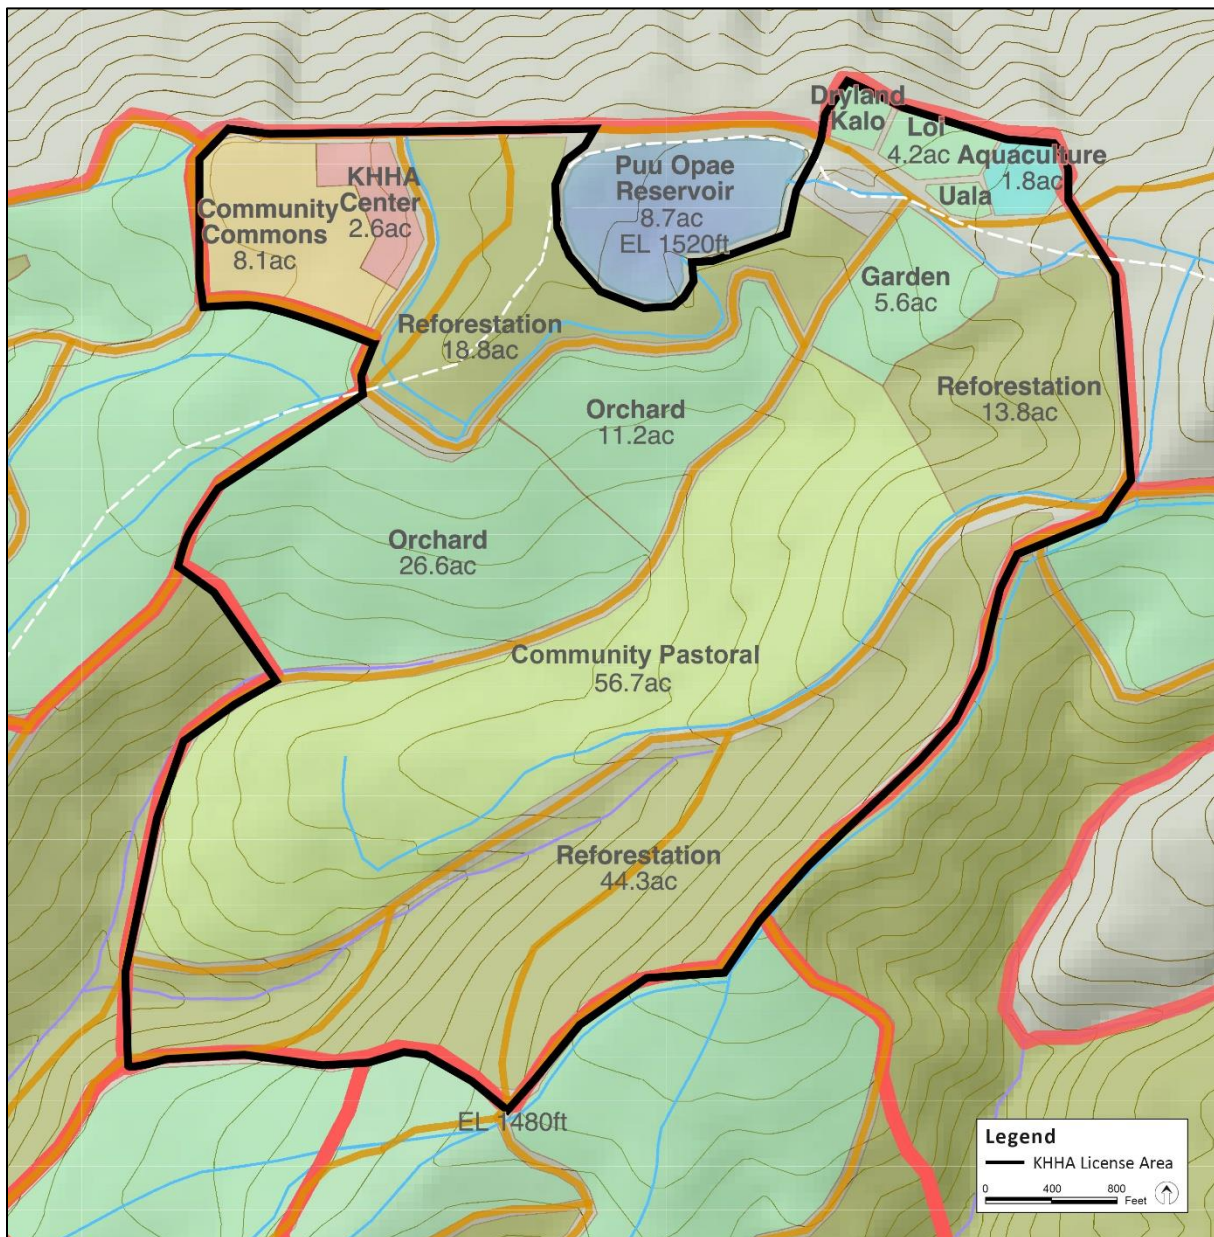 Dryland
Kalo
Loi
4.2ac
Aquaculture
1.8ac
Uala
KHHA
Center
2.6ac
Community
Commons
8.1ac
Puu Opae
Reservoir
8.7ac
EL 1520ft
Garden
5.6ac
Reforestation
18.8ac
Reforestation
13.8ac
Orchard
11.2ac
Orchard
26.6ac
Community Pastoral
56.7ac
Reforestation
44.3ac
EL 1480ft
Legend
KHHA License Area
0 400 800
Feet